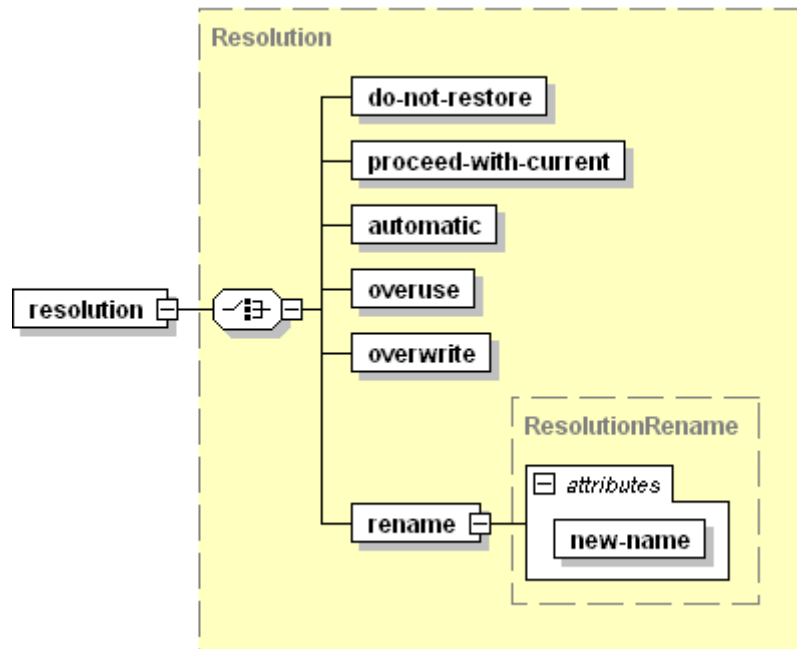 Resolution
do-not-restore
proceed-with-current
automatic
resolution
overuse
overwrite
ResolutionRename
attributes
rename
new-name